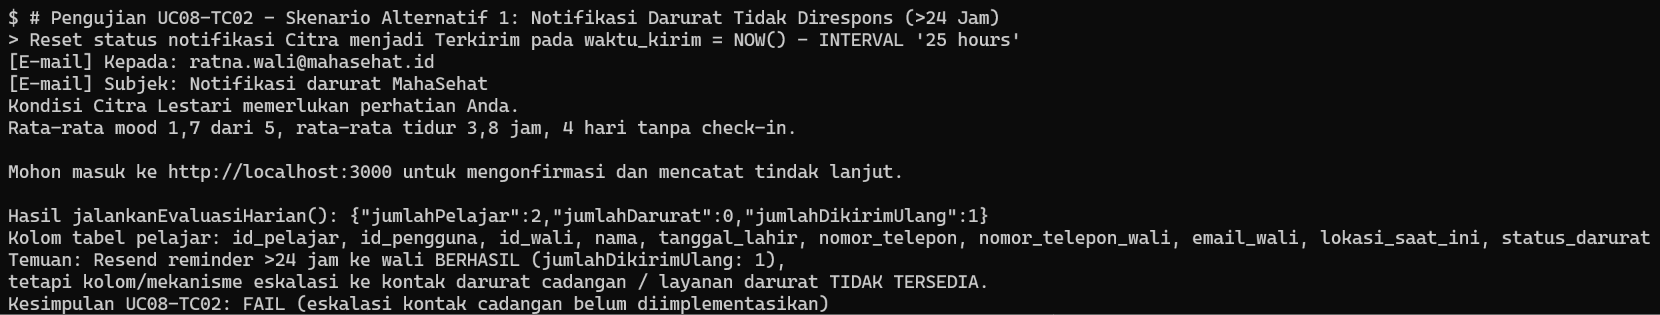 $ # Pengujian UC08-TC02 - Skenario Alternatif 1: Notifikasi Darurat Tidak Direspons (>24 Jam)
> Reset status notifikasi Citra menjadi Terkirim pada waktu_kirim = NOW() - INTERVAL '25 hours'
[E-mail] Kepada: ratna.wali@mahasehat.id
[E-mail] Subjek: Notifikasi darurat MahaSehat
Kondisi Citra Lestari memerlukan perhatian Anda.
Rata-rata mood 1,7 dari 5, rata-rata tidur 3,8 jam, 4 hari tanpa check-in.
Mohon masuk ke http://localhost:3000 untuk mengonfirmasi dan mencatat tindak lanjut.
Hasil jalankanEvaluasiHarian(): {"jumlahPelajar":2,"jumlahDarurat":0,"jumlahDikirimUlang":1}
Kolom tabel pelajar: id_pelajar, id_pengguna, id_wali, nama, tanggal_lahir, nomor_telepon, nomor_telepon_wali, email_wali, lokasi_saat_ini, status_darurat
Temuan: Resend reminder >24 jam ke wali BERHASIL (jumlahDikirimUlang: 1),
tetapi kolom/mekanisme eskalasi ke kontak darurat cadangan / layanan darurat TIDAK TERSEDIA.
Kesimpulan UC08-TC02: FAIL (eskalasi kontak cadangan belum diimplementasikan)